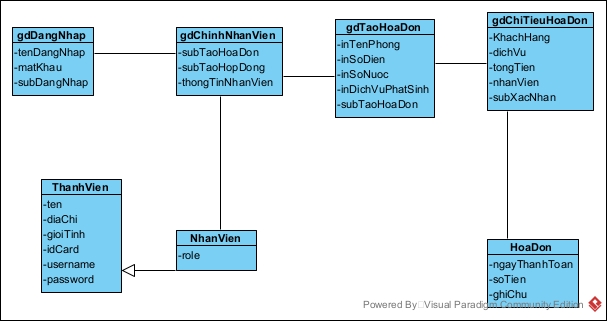 gdDangNhap
-tenDangNhap
-matKhau
-subDangNhap
gdChinhNhanVien
-subTaoHoaDon
-subTaoHopDong
-thongTinNhanVien
gdTaoHoaDon
-inTenPhong
-inSoDien
-inSoNuoc
-inDichVuPhatSinh
-subTaoHoaDon
gdChiTieuHoaDon
-KhachHang
-dichVu
-tongTien
-nhanVien
-subXacNhan
ThanhVien
-ten
-diaChi
-gioiTinh
-idCard
-username
-password
NhanVien
-role
HoaDon
-ngayThanhToan
-soTien
-ghiChu
Powered By Visual Paradigm Community Edition